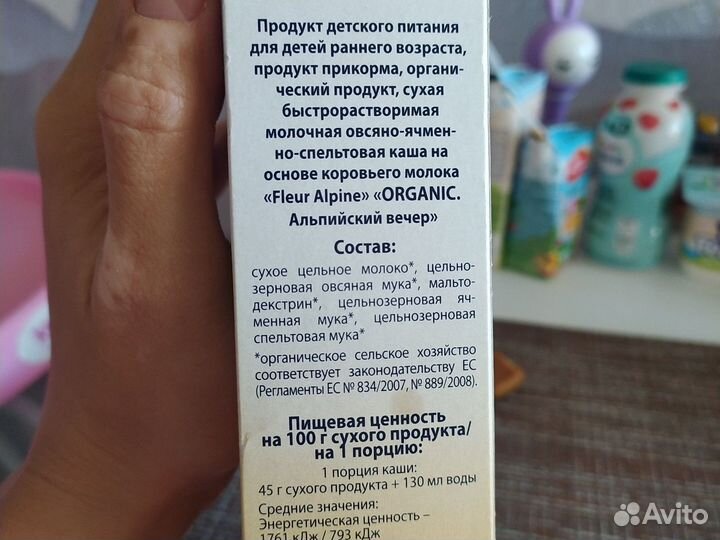 Продукт детского питания
для детей раннего возраста,
продукт прикорма, органи-
ческий продукт, сухая
быстрорастворимая
молочная овсяно-ячмен-
но-спельтовая каша на
основе коровьего молока
«Fleur Alpine» «ORGANIC.
Альпийский вечер»
Состав:
сухое цельное молоко*, цельно-
зерновая овсяная мука*, мальто-
декстрин*, цельнозерновая яч-
менная мука*, цельнозерновая
спельтовая мука*
*органическое сельское хозяйство
соответствует законодательству ЕС
(Регламенты ЕС № 834/2007, № 889/2008).
Пищевая ценность
на 100 г сухого продукта/
на 1 порцию:
1 порция каши:
45 г сухого продукта + 130 мл воды
Средние значения:
Энергетическая ценность –
1761 кДж / 793 кДж
Avito